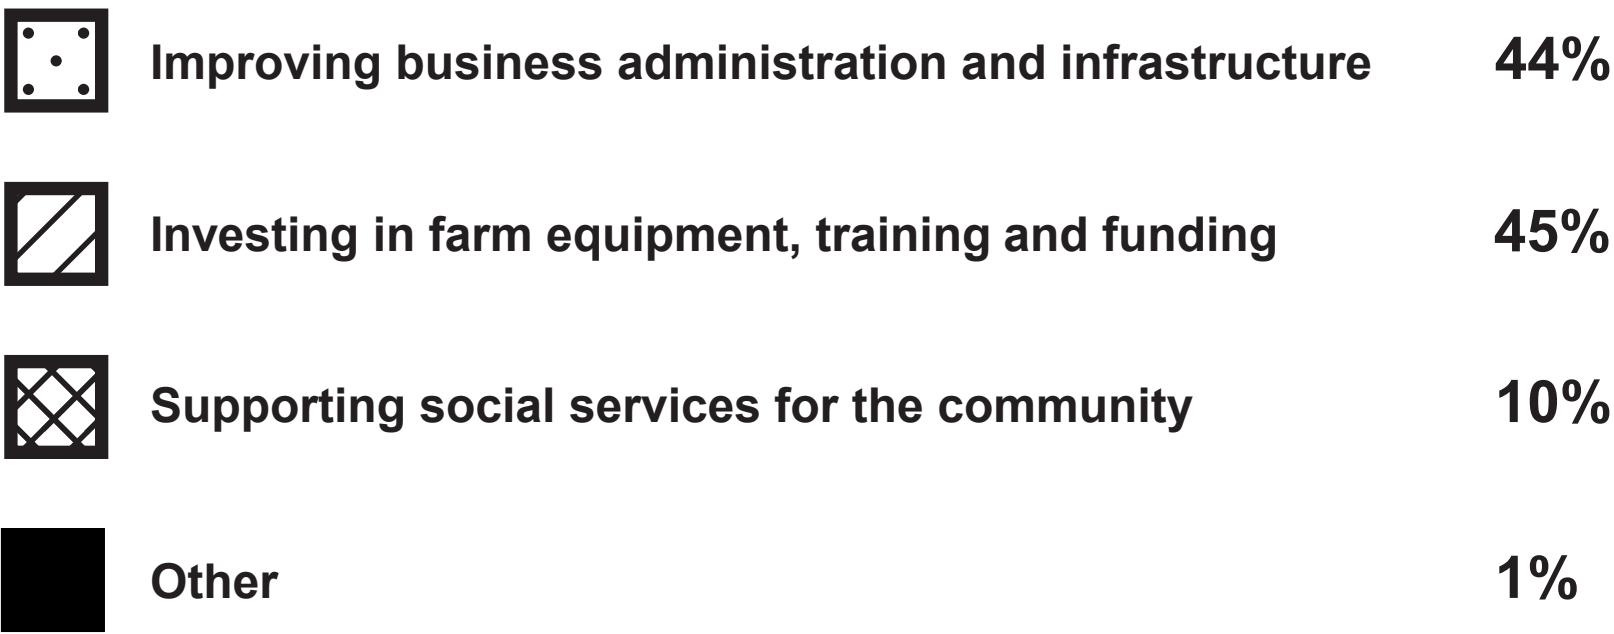 Improving business administration and infrastructure 44%
Investing in farm equipment, training and funding 45%
Supporting social services for the community 10%
Other 1%